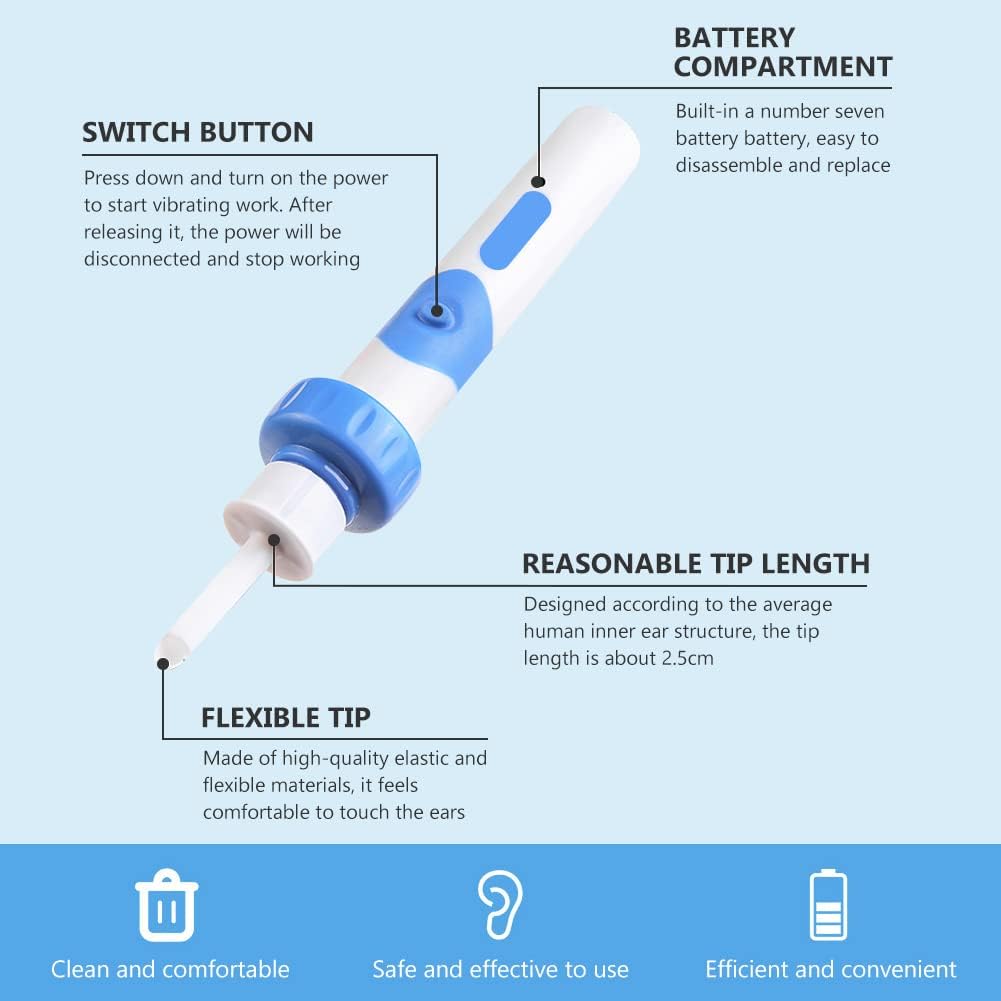 BATTERY
COMPARTMENT
Built-in a number seven
battery battery, easy to
disassemble and replace
SWITCH BUTTON
Press down and turn on the power
to start vibrating work. After
releasing it, the power will be
disconnected and stop working
REASONABLE TIP LENGTH
Designed according to the average
human inner ear structure, the tip
length is about 2.5cm
FLEXIBLE TIP
Made of high-quality elastic and
flexible materials, it feels
comfortable to touch the ears
Clean and comfortable
Safe and effective to use
Efficient and convenient